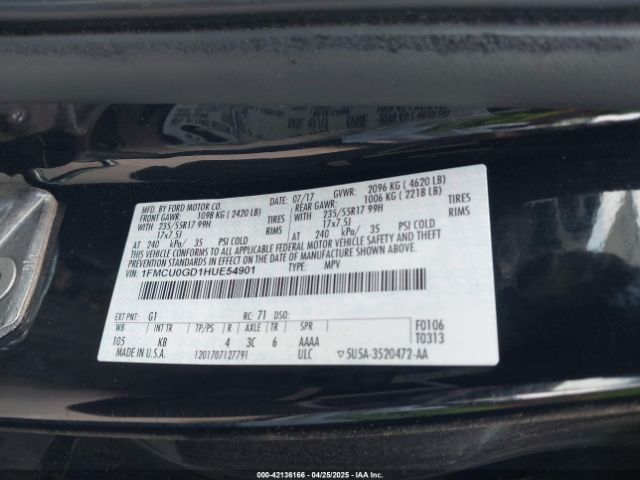 MFD. BY FORD MOTOR CO.
DATE: 07/17 GVWR: 2096 KG ( 4620 LB)
FRONT GAWR: 1098 KG ( 2420 LB) REAR GAWR: 1006 KG ( 2218 LB)
WITH 235/55R17 99H TIRES WITH 235/55R17 99H TIRES
17x7.5J 17x7.5J
AT 240 kPa/ 35 PSI COLD AT 240 kPa/ 35 PSI COLD
THIS VEHICLE CONFORMS TO ALL APPLICABLE FEDERAL MOTOR VEHICLE SAFETY AND THEFT
PREVENTION STANDARDS IN EFFECT ON THE DATE OF MANUFACTURE SHOWN ABOVE.
VIN: 1FMCU0GD1HUE54901 TYPE: MPV
EXT PNT: G1 RC: 71 DSO:
WB INT TR TP/PS R AXLE TR SPR F0106
105 KB 4 3C 6 AAAA T0313
MADE IN U.S.A. 1201707127791 ULC ▽5U5A-3520472-AA
000-42136166 - 04/25/2025 - IAA, Inc.